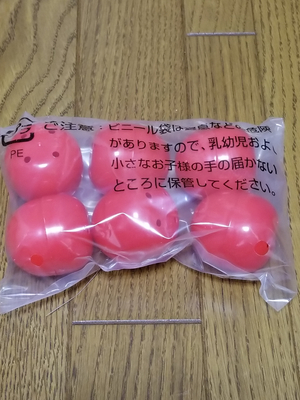 ご注意：ビニール袋は
危険
がありますので、乳幼児およ
小さなお子様の手の届かない
ところに保管してください。
PE